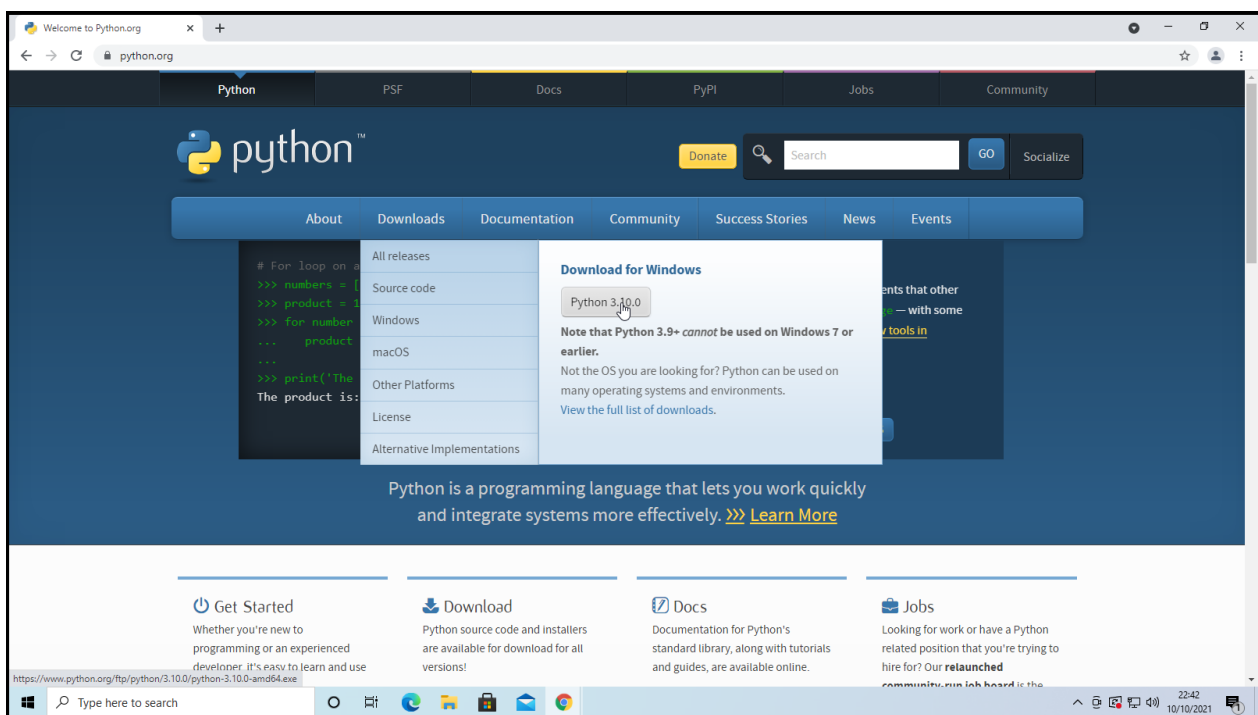 Welcome to Python.org
python.org
Python PSF Docs PyPI Jobs Community
python™
Donate Search GO Socialize
About Downloads Documentation Community Success Stories News Events
# For loop on a
>>> numbers = [
>>> product = 1
>>> for number
... product
...
>>> print('The
The product is:
All releases
Source code
Windows
macOS
Other Platforms
License
Alternative Implementations
Download for Windows
Python 3.10.0
Note that Python 3.9+ cannot be used on Windows 7 or
earlier.
Not the OS you are looking for? Python can be used on
many operating systems and environments.
View the full list of downloads.
ents that other
— with some
tools in
Python is a programming language that lets you work quickly
and integrate systems more effectively. >>> Learn More
Get Started
Whether you're new to
programming or an experienced
developer, it's easy to learn and use
Download
Python source code and installers
are available for download for all
versions!
Docs
Documentation for Python's
standard library, along with tutorials
and guides, are available online.
Jobs
Looking for work or have a Python
related position that you're trying to
hire for? Our relaunched
community-run job board is the
https://www.python.org/ftp/python/3.10.0/python-3.10.0-amd64.exe
Type here to search
22:42
10/10/2021